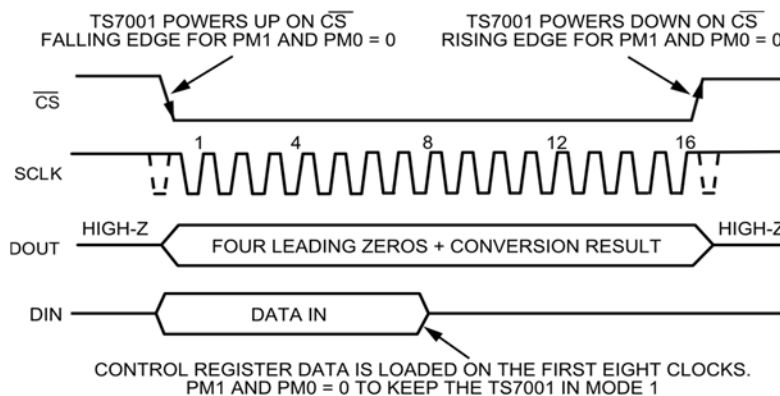 TS7001 POWERS UP ON CS
FALLING EDGE FOR PM1 AND PM0 = 0
TS7001 POWERS DOWN ON CS
RISING EDGE FOR PM1 AND PM0 = 0
CS
1 4 8 12 16
SCLK
HIGH-Z
HIGH-Z
DOUT
FOUR LEADING ZEROS + CONVERSION RESULT
DIN
DATA IN
CONTROL REGISTER DATA IS LOADED ON THE FIRST EIGHT CLOCKS.
PM1 AND PM0 = 0 TO KEEP THE TS7001 IN MODE 1